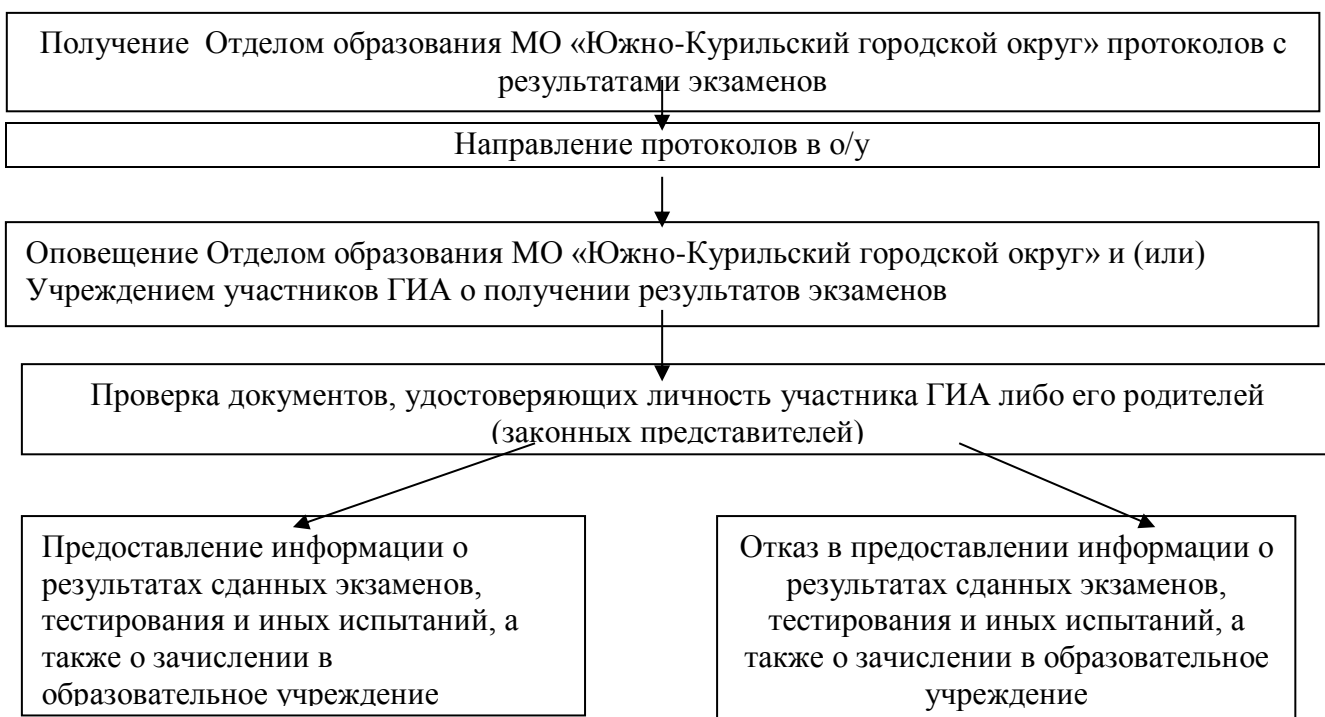 Получение Отделом образования МО «Южно-Курильский городской округ» протоколов с
результатами экзаменов
Направление протоколов в о/у
Оповещение Отделом образования МО «Южно-Курильский городской округ» и (или)
Учреждением участников ГИА о получении результатов экзаменов
Проверка документов, удостоверяющих личность участника ГИА либо его родителей
(законных представителей)
Предоставление информации о
результатах сданных экзаменов,
тестирования и иных испытаний, а
также о зачислении в
образовательное учреждение
Отказ в предоставлении информации о
результатах сданных экзаменов,
тестирования и иных испытаний, а
также о зачислении в образовательное
учреждение